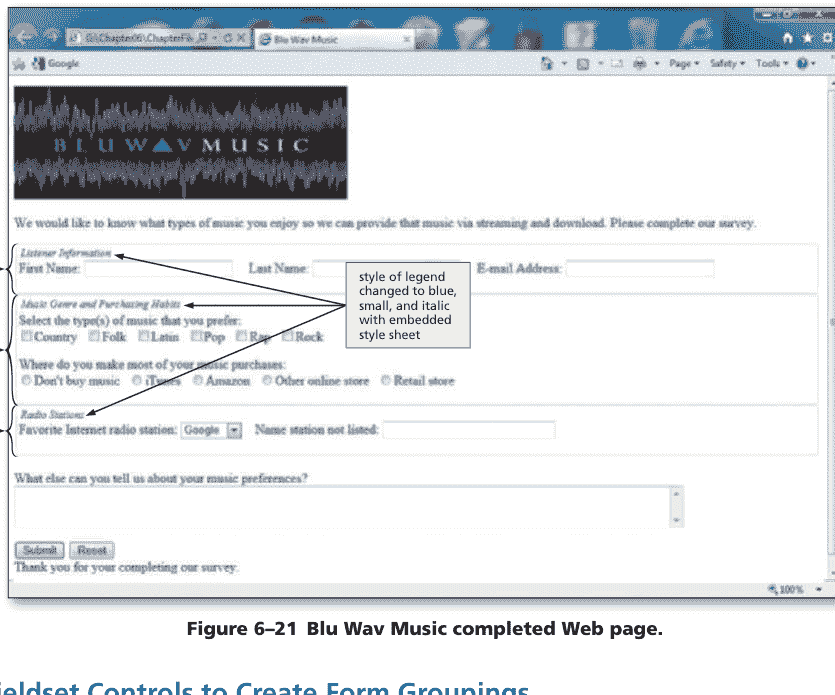 Blu Wav Music
Google
Page Safety Tools
BLUWAVMUSIC
We would like to know what types of music you enjoy so we can provide that music via streaming and download. Please complete our survey.
Listener Information
First Name: Last Name: E-mail Address:
style of legend
changed to blue,
small, and italic
with embedded
style sheet
Music Genre and Purchasing Habits
Select the type(s) of music that you prefer:
Country Folk Latin Pop Rap Rock
Where do you make most of your music purchases:
Don't buy music iTunes Amazon Other online store Retail store
Radio Stations
Favorite Internet radio station: Google Name station not listed:
What else can you tell us about your music preferences?
Submit Reset
Thank you for your completing our survey.
100%
Figure 6–21 Blu Wav Music completed Web page.
ieldset Controls to Create Form Groupings